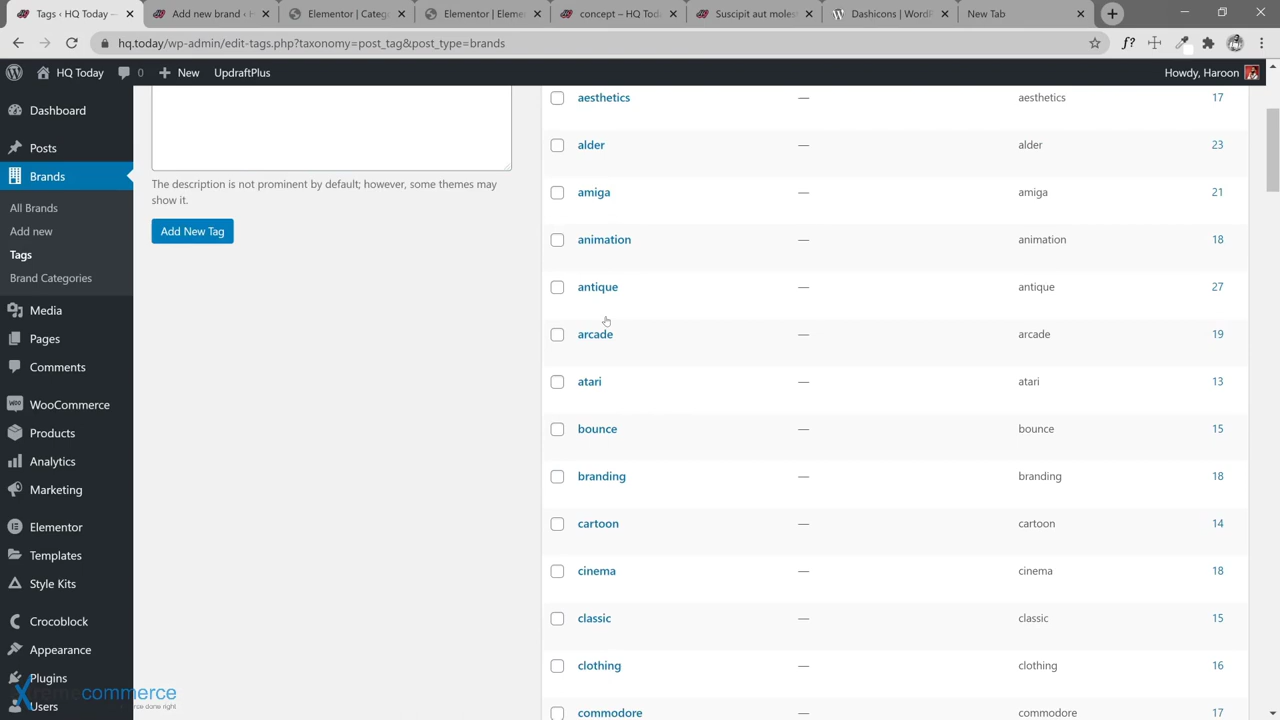 Tags ‹ HQ Today
Add new brand ‹ H
Elementor | Categ
Elementor | Eleme
concept – HQ Toda
Suscipit aut molest
Dashicons | WordP
New Tab
hq.today/wp-admin/edit-tags.php?taxonomy=post_tag&post_type=brands
HQ Today
0
New
UpdraftPlus
Howdy, Haroon
Dashboard
Posts
Brands
All Brands
Add new
Tags
Brand Categories
Media
Pages
Comments
WooCommerce
Products
Analytics
Marketing
Elementor
Templates
Style Kits
Crocoblock
Appearance
Plugins
Users
The description is not prominent by default; however, some themes may
show it.
Add New Tag
aesthetics — aesthetics 17
alder — alder 23
amiga — amiga 21
animation — animation 18
antique — antique 27
arcade — arcade 19
atari — atari 13
bounce — bounce 15
branding — branding 18
cartoon — cartoon 14
cinema — cinema 18
classic — classic 15
clothing — clothing 16
commodore — commodore 17
Xtremecommerce